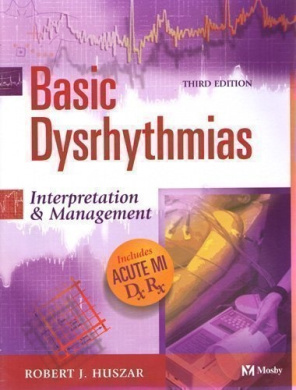 THIRD EDITION
Basic
Dysrhythmias
Interpretation
& Management
Includes
ACUTE MI
Dx Rx
ROBERT J. HUSZAR
M Mosby